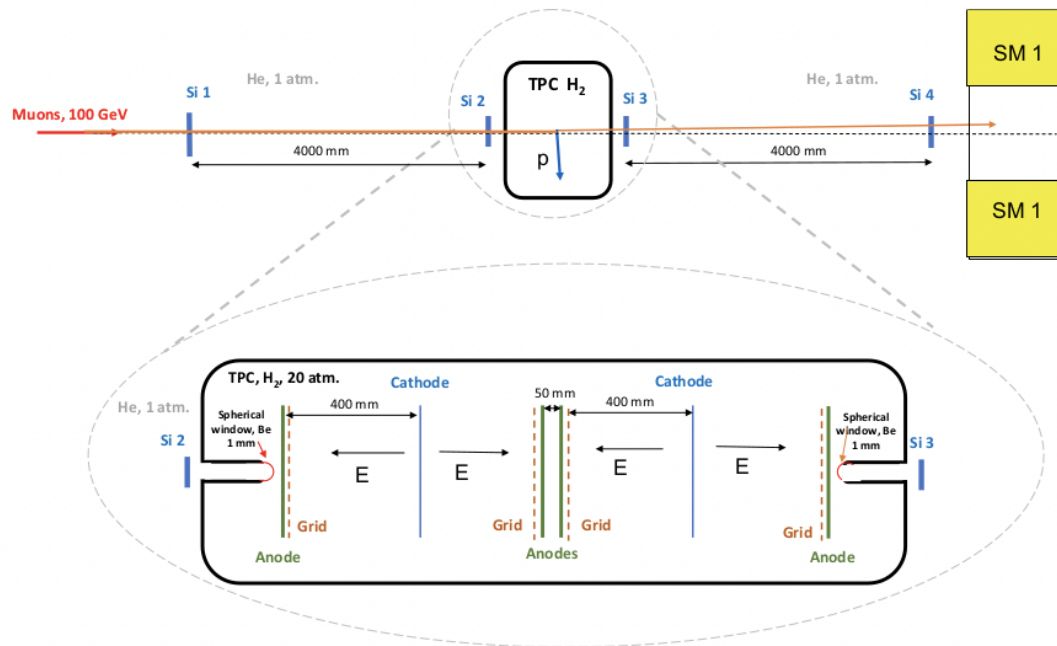 SM 1
He, 1 atm.
He, 1 atm.
Si 1
Si 2
TPC H₂
Si 3
Si 4
Muons, 100 GeV
4000 mm
p
4000 mm
SM 1
TPC, H₂, 20 atm.
Cathode
50 mm
Cathode
He, 1 atm.
400 mm
400 mm
Si 2
Spherical
window, Be
1 mm
Spherical
window, Be
1 mm
Si 3
E
E
E
E
Grid
Grid
Grid
Grid
Anode
Anodes
Anode